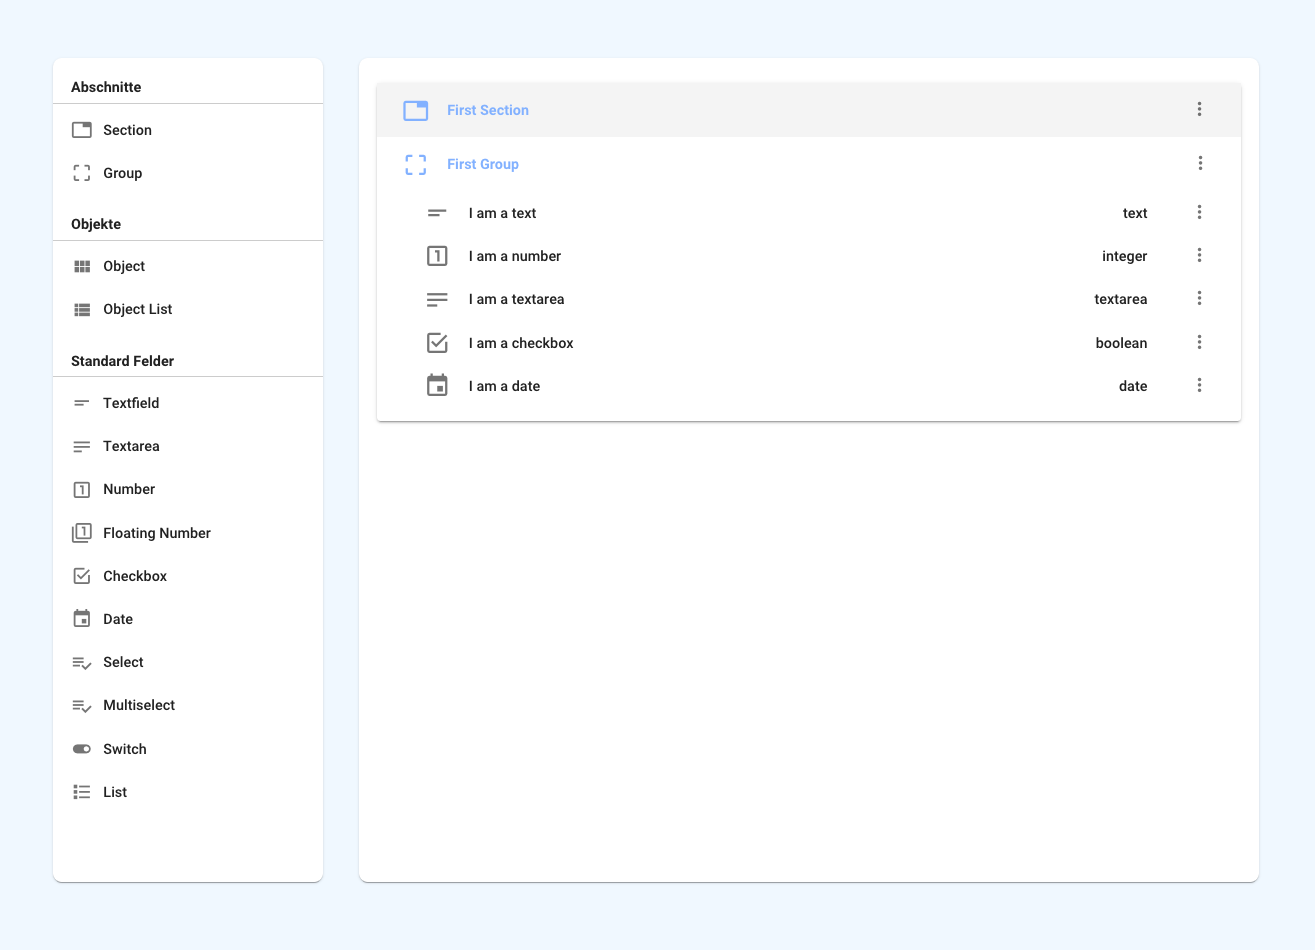 Abschnitte
Section
Group
Objekte
Object
Object List
Standard Felder
Textfield
Textarea
Number
Floating Number
Checkbox
Date
Select
Multiselect
Switch
List
First Section
First Group
I am a text text
I am a number integer
I am a textarea textarea
I am a checkbox boolean
I am a date date